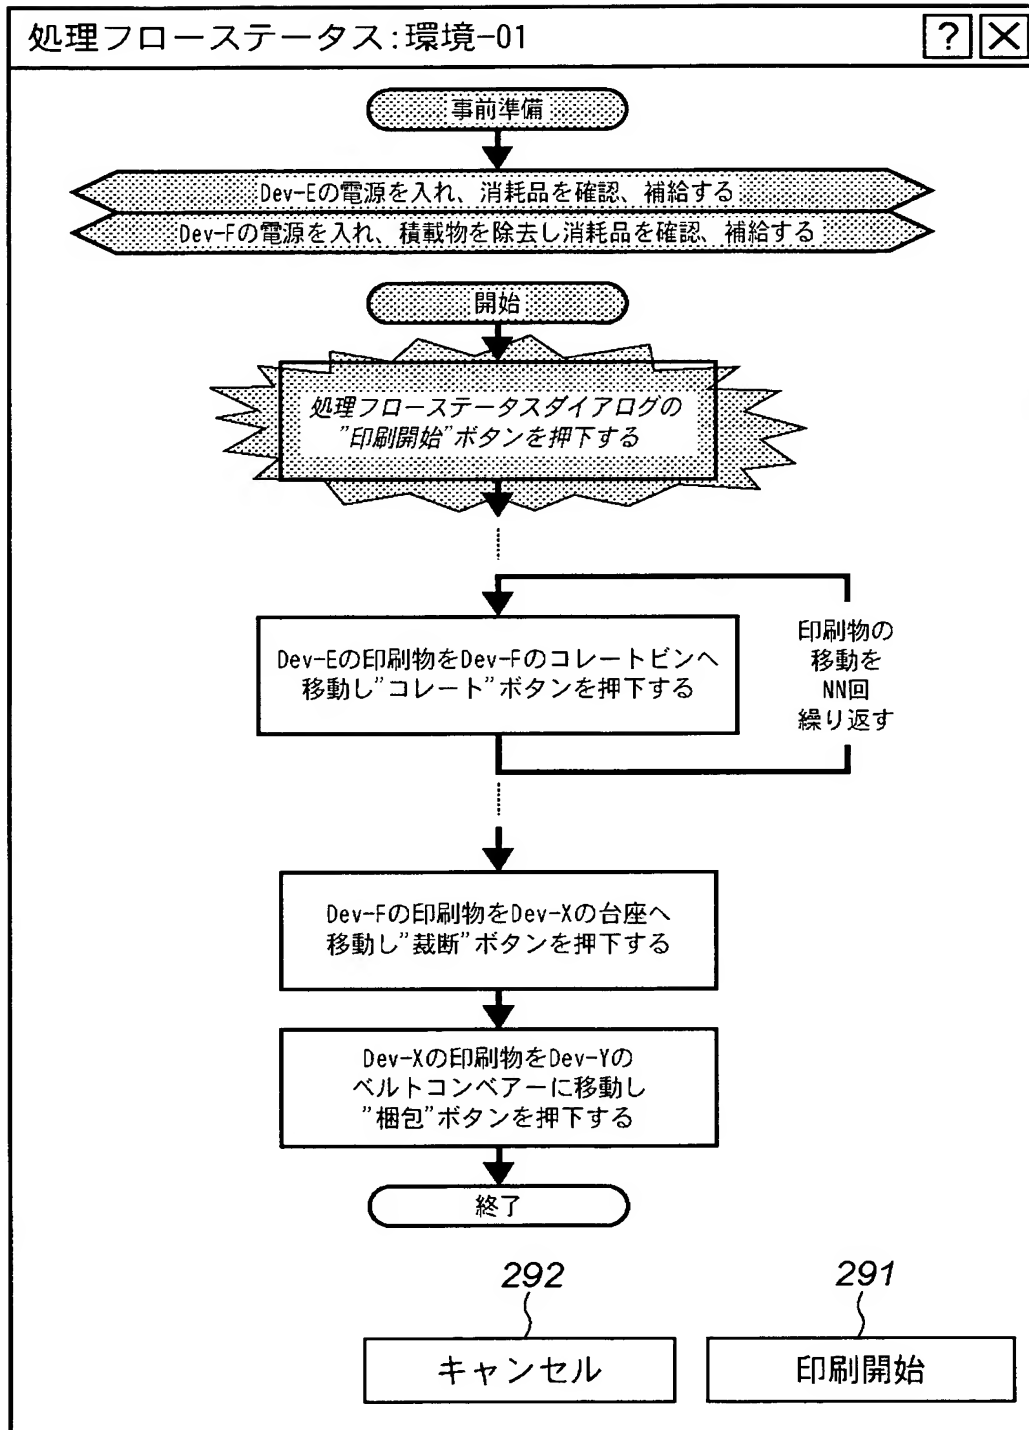 処理フローステータス:環境-01
?
事前準備
Dev-Eの電源を入れ、消耗品を確認、補給する
Dev-Fの電源を入れ、積載物を除去し消耗品を確認、補給する
開始
処理フローステータスダイアログの
”印刷開始”ボタンを押下する
Dev-Eの印刷物をDev-Fのコレートビンへ
移動し”コレート”ボタンを押下する
印刷物の
移動を
NN回
繰り返す
Dev-Fの印刷物をDev-Xの台座へ
移動し”裁断”ボタンを押下する
Dev-Xの印刷物をDev-Yの
ベルトコンベアーに移動し
”梱包”ボタンを押下する
終了
292
291
キャンセル
印刷開始